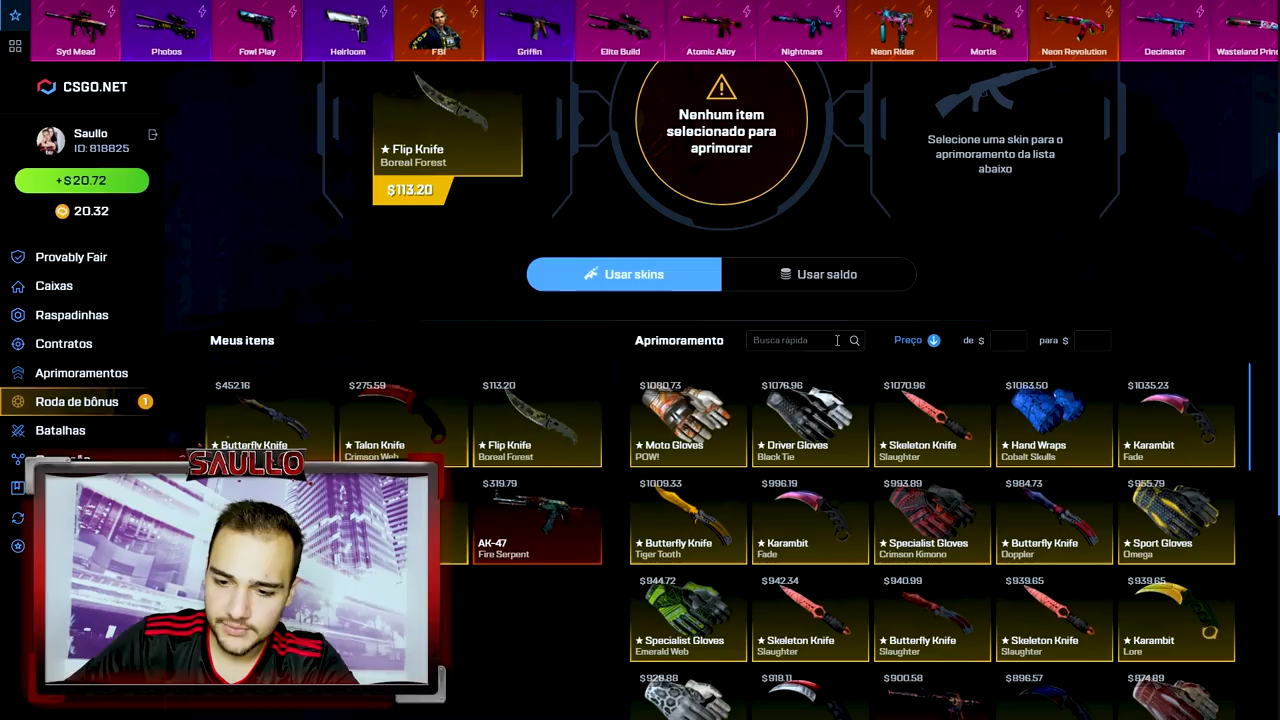 Syd Mead
Phobos
Fowl Play
Heirloom
FBI
Griffin
Elite Build
Atomic Alloy
Nightmare
Neon Rider
Mortis
Neon Revolution
Decimator
Wasteland Princ
CSGO.NET
Saullo
ID: 818825
+$20.72
20.32
Provably Fair
Caixas
Raspadinhas
Contratos
Aprimoramentos
Roda de bônus
1
Batalhas
★ Flip Knife
Boreal Forest
$113.20
Nenhum item
selecionado para
aprimorar
Selecione uma skin para o
aprimoramento da lista
abaixo
Usar skins
Usar saldo
Meus itens
$452.16
★ Butterfly Knife
$275.59
★ Talon Knife
Crimson Web
$113.20
★ Flip Knife
Boreal Forest
$319.79
AK-47
Fire Serpent
SAULLO
Aprimoramento
Busca rápida
Preço
de $
para $
$1080.73
★ Moto Gloves
POW!
$1076.96
★ Driver Gloves
Black Tie
$1070.96
★ Skeleton Knife
Slaughter
$1063.50
★ Hand Wraps
Cobalt Skulls
$1035.23
★ Karambit
Fade
$1009.33
★ Butterfly Knife
Tiger Tooth
$996.19
★ Karambit
Fade
$993.89
★ Specialist Gloves
Crimson Kimono
$984.73
★ Butterfly Knife
Doppler
$955.79
★ Sport Gloves
Omega
$944.72
★ Specialist Gloves
Emerald Web
$942.34
★ Skeleton Knife
Slaughter
$940.99
★ Butterfly Knife
Slaughter
$939.65
★ Skeleton Knife
Slaughter
$939.65
★ Karambit
Lore
$918.11
$900.58
$896.57
$874.89